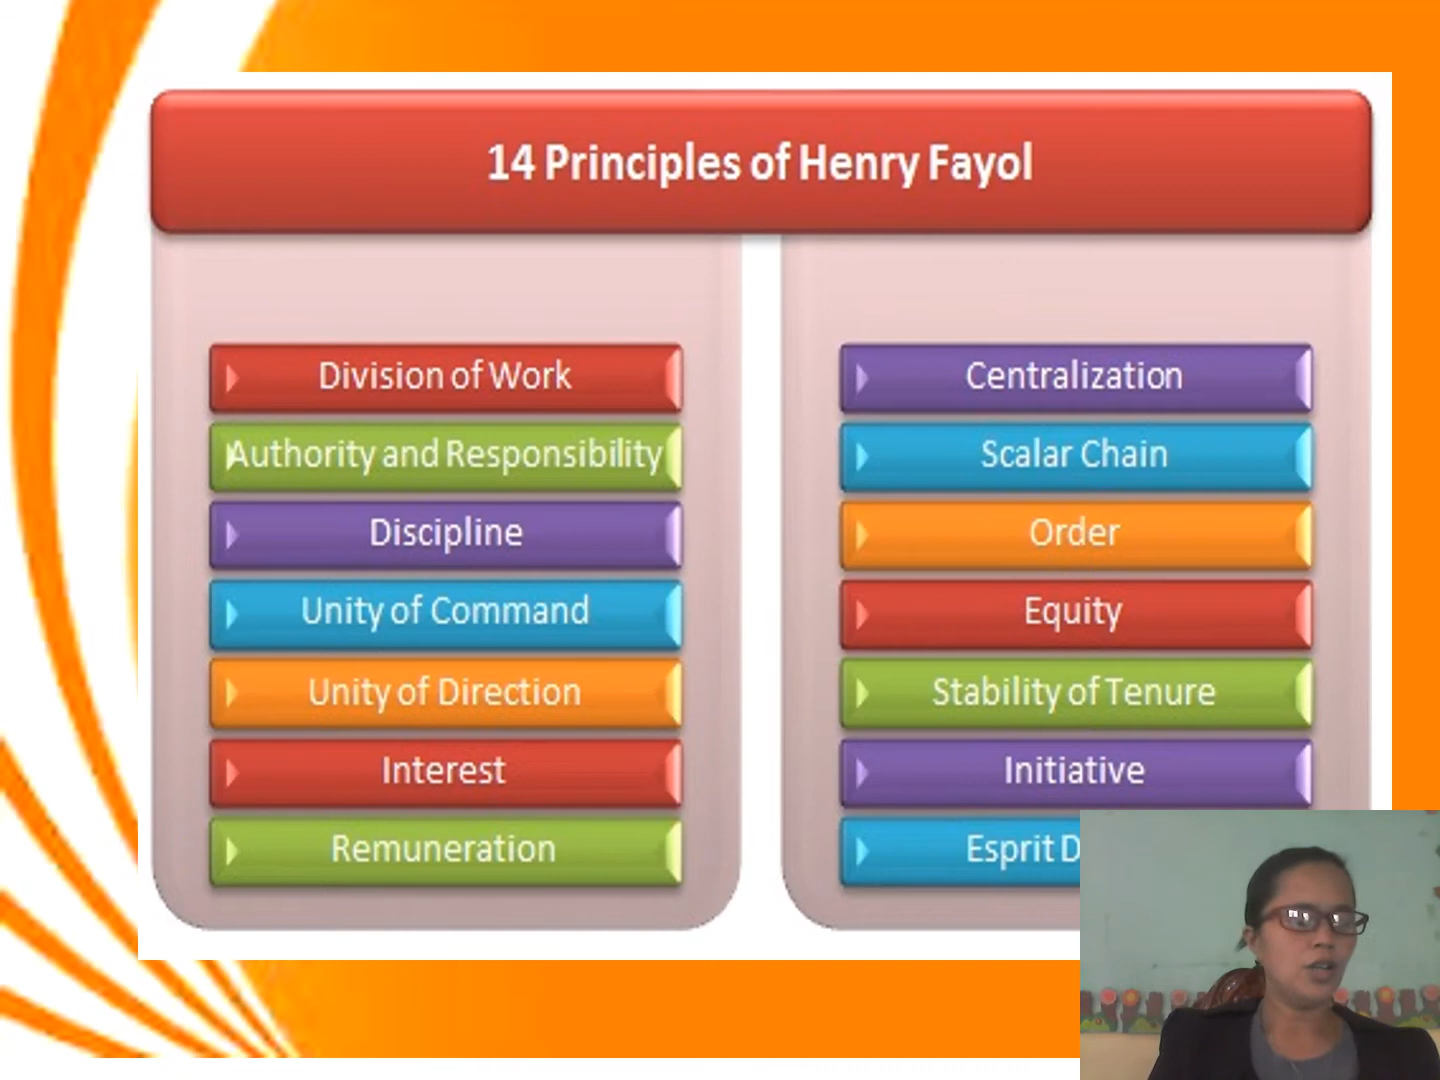 14 Principles of Henry Fayol
Division of Work
Authority and Responsibility
Discipline
Unity of Command
Unity of Direction
Interest
Remuneration
Centralization
Scalar Chain
Order
Equity
Stability of Tenure
Initiative
Esprit